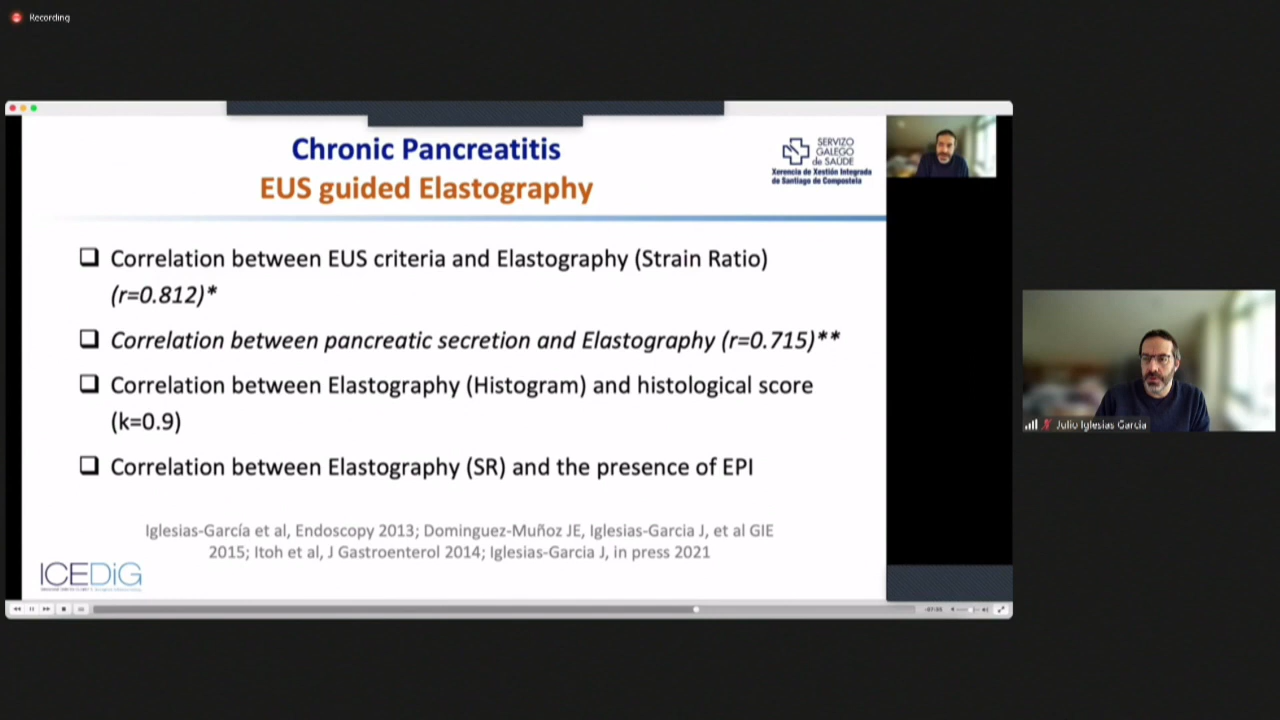 Recording
Chronic Pancreatitis
EUS guided Elastography
SERVIZO
GALEGO
de SAÚDE
Xerencia de Xestión Integrada
de Santiago de Compostela
❑ Correlation between EUS criteria and Elastography (Strain Ratio)
(r=0.812)*
❑ Correlation between pancreatic secretion and Elastography (r=0.715)**
❑ Correlation between Elastography (Histogram) and histological score
(k=0.9)
❑ Correlation between Elastography (SR) and the presence of EPI
Iglesias-García et al, Endoscopy 2013; Dominguez-Muñoz JE, Iglesias-Garcia J, et al GIE
2015; Itoh et al, J Gastroenterol 2014; Iglesias-Garcia J, in press 2021
ICEDiG
Julio Iglesias Garcia